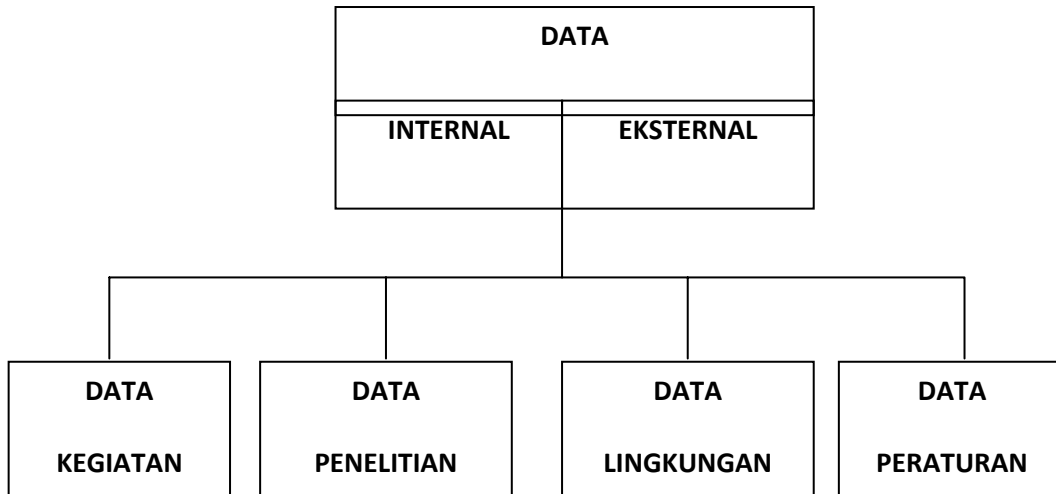 DATA
INTERNAL EKSTERNAL
DATA DATA DATA DATA
KEGIATAN PENELITIAN LINGKUNGAN PERATURAN